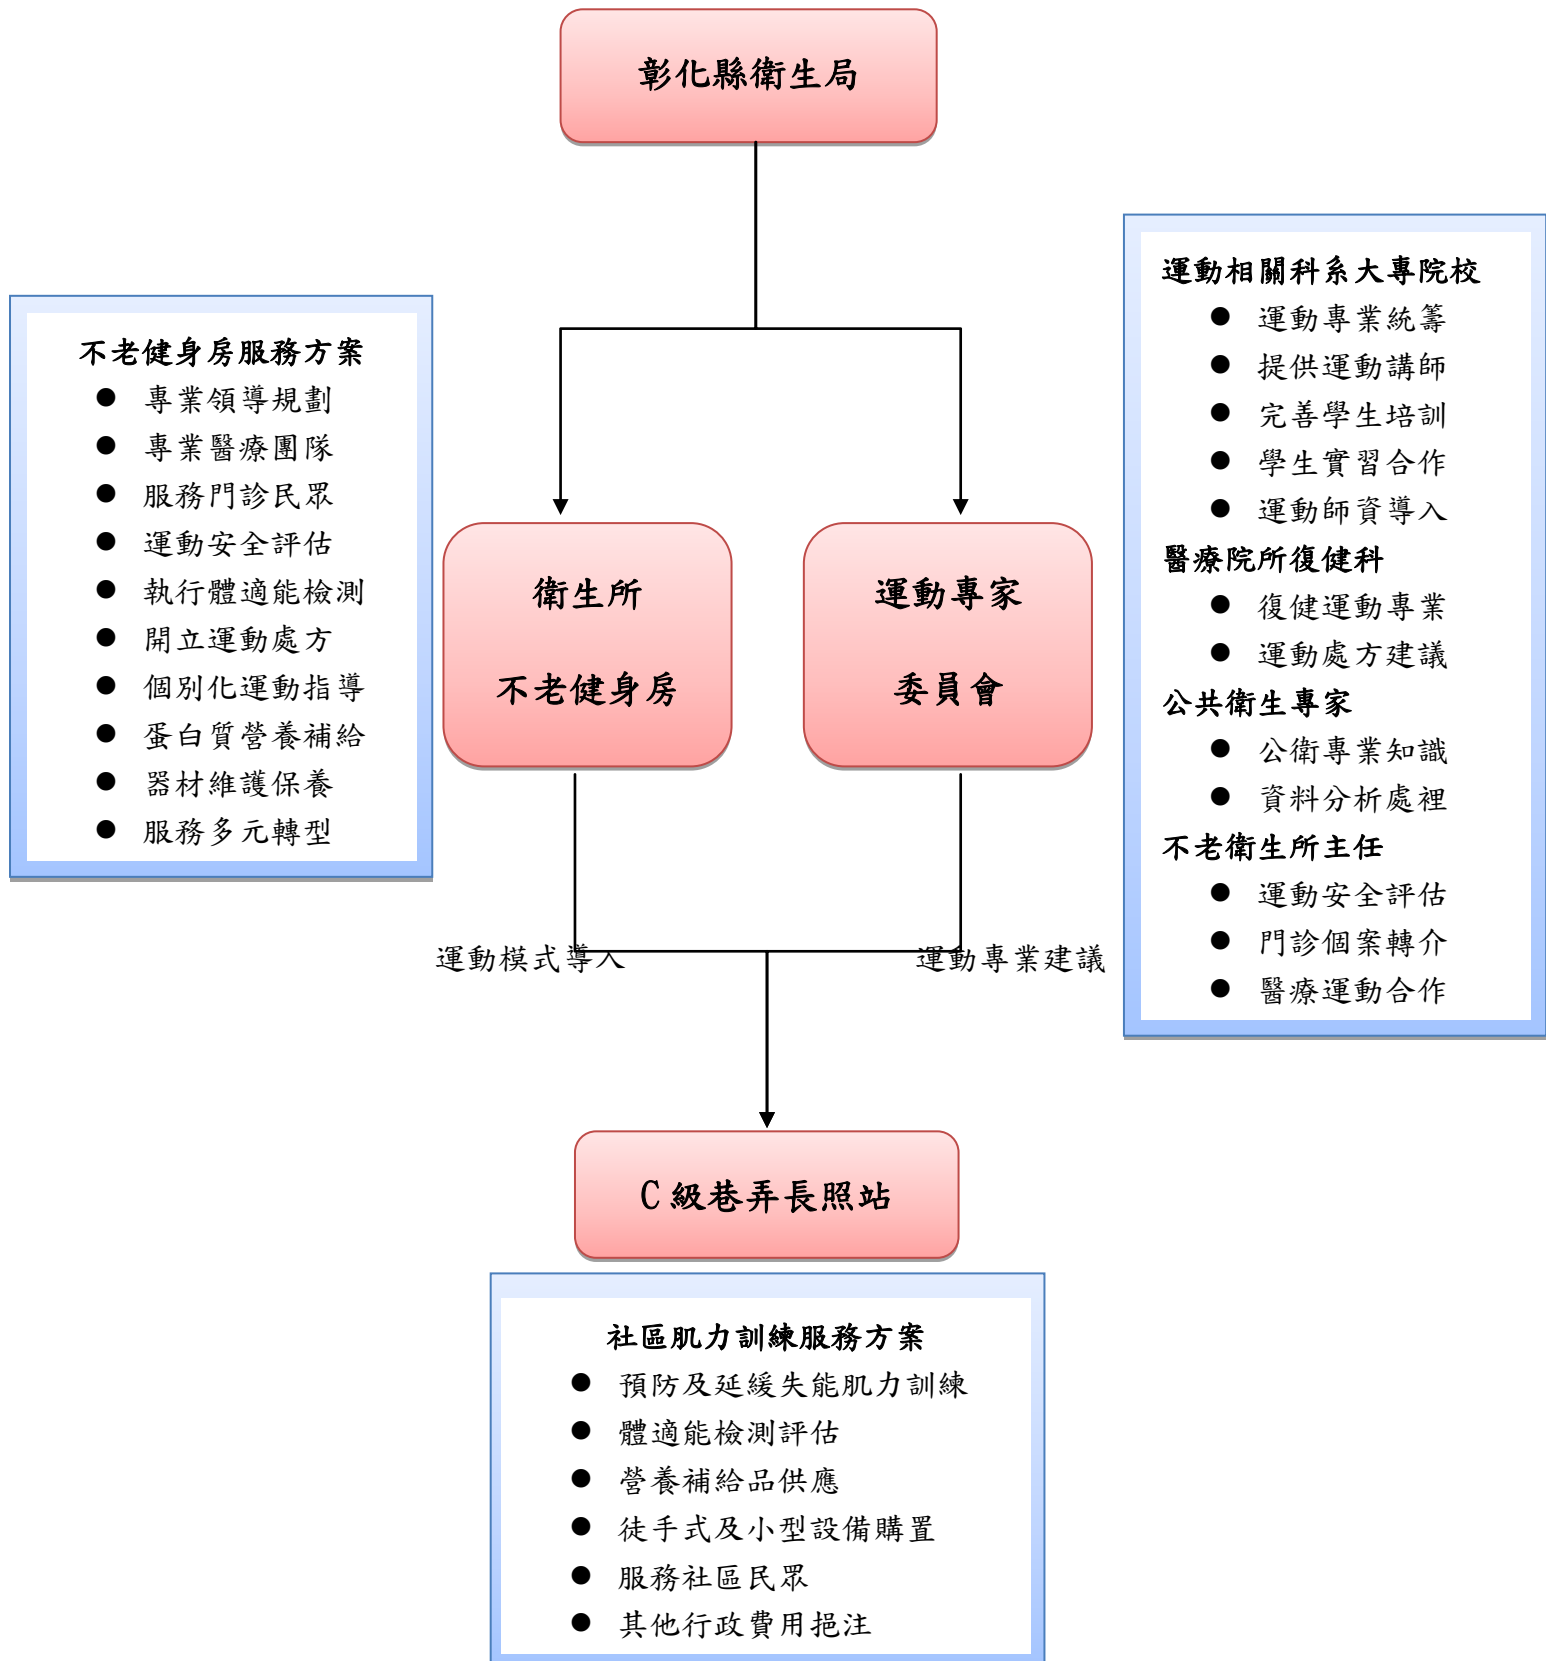 彰化縣衛生局
不老健身房服務方案
● 專業領導規劃
● 專業醫療團隊
● 服務門診民眾
● 運動安全評估
● 執行體適能檢測
● 開立運動處方
● 個別化運動指導
● 蛋白質營養補給
● 器材維護保養
● 服務多元轉型
衛生所
不老健身房
運動專家
委員會
運動相關科系大專院校
● 運動專業統籌
● 提供運動講師
● 完善學生培訓
● 學生實習合作
● 運動師資導入
醫療院所復健科
● 復健運動專業
● 運動處方建議
公共衛生專家
● 公衛專業知識
● 資料分析處裡
不老衛生所主任
● 運動安全評估
● 門診個案轉介
● 醫療運動合作
運動模式導入
運動專業建議
C 級巷弄長照站
社區肌力訓練服務方案
● 預防及延緩失能肌力訓練
● 體適能檢測評估
● 營養補給品供應
● 徒手式及小型設備購置
● 服務社區民眾
● 其他行政費用挹注